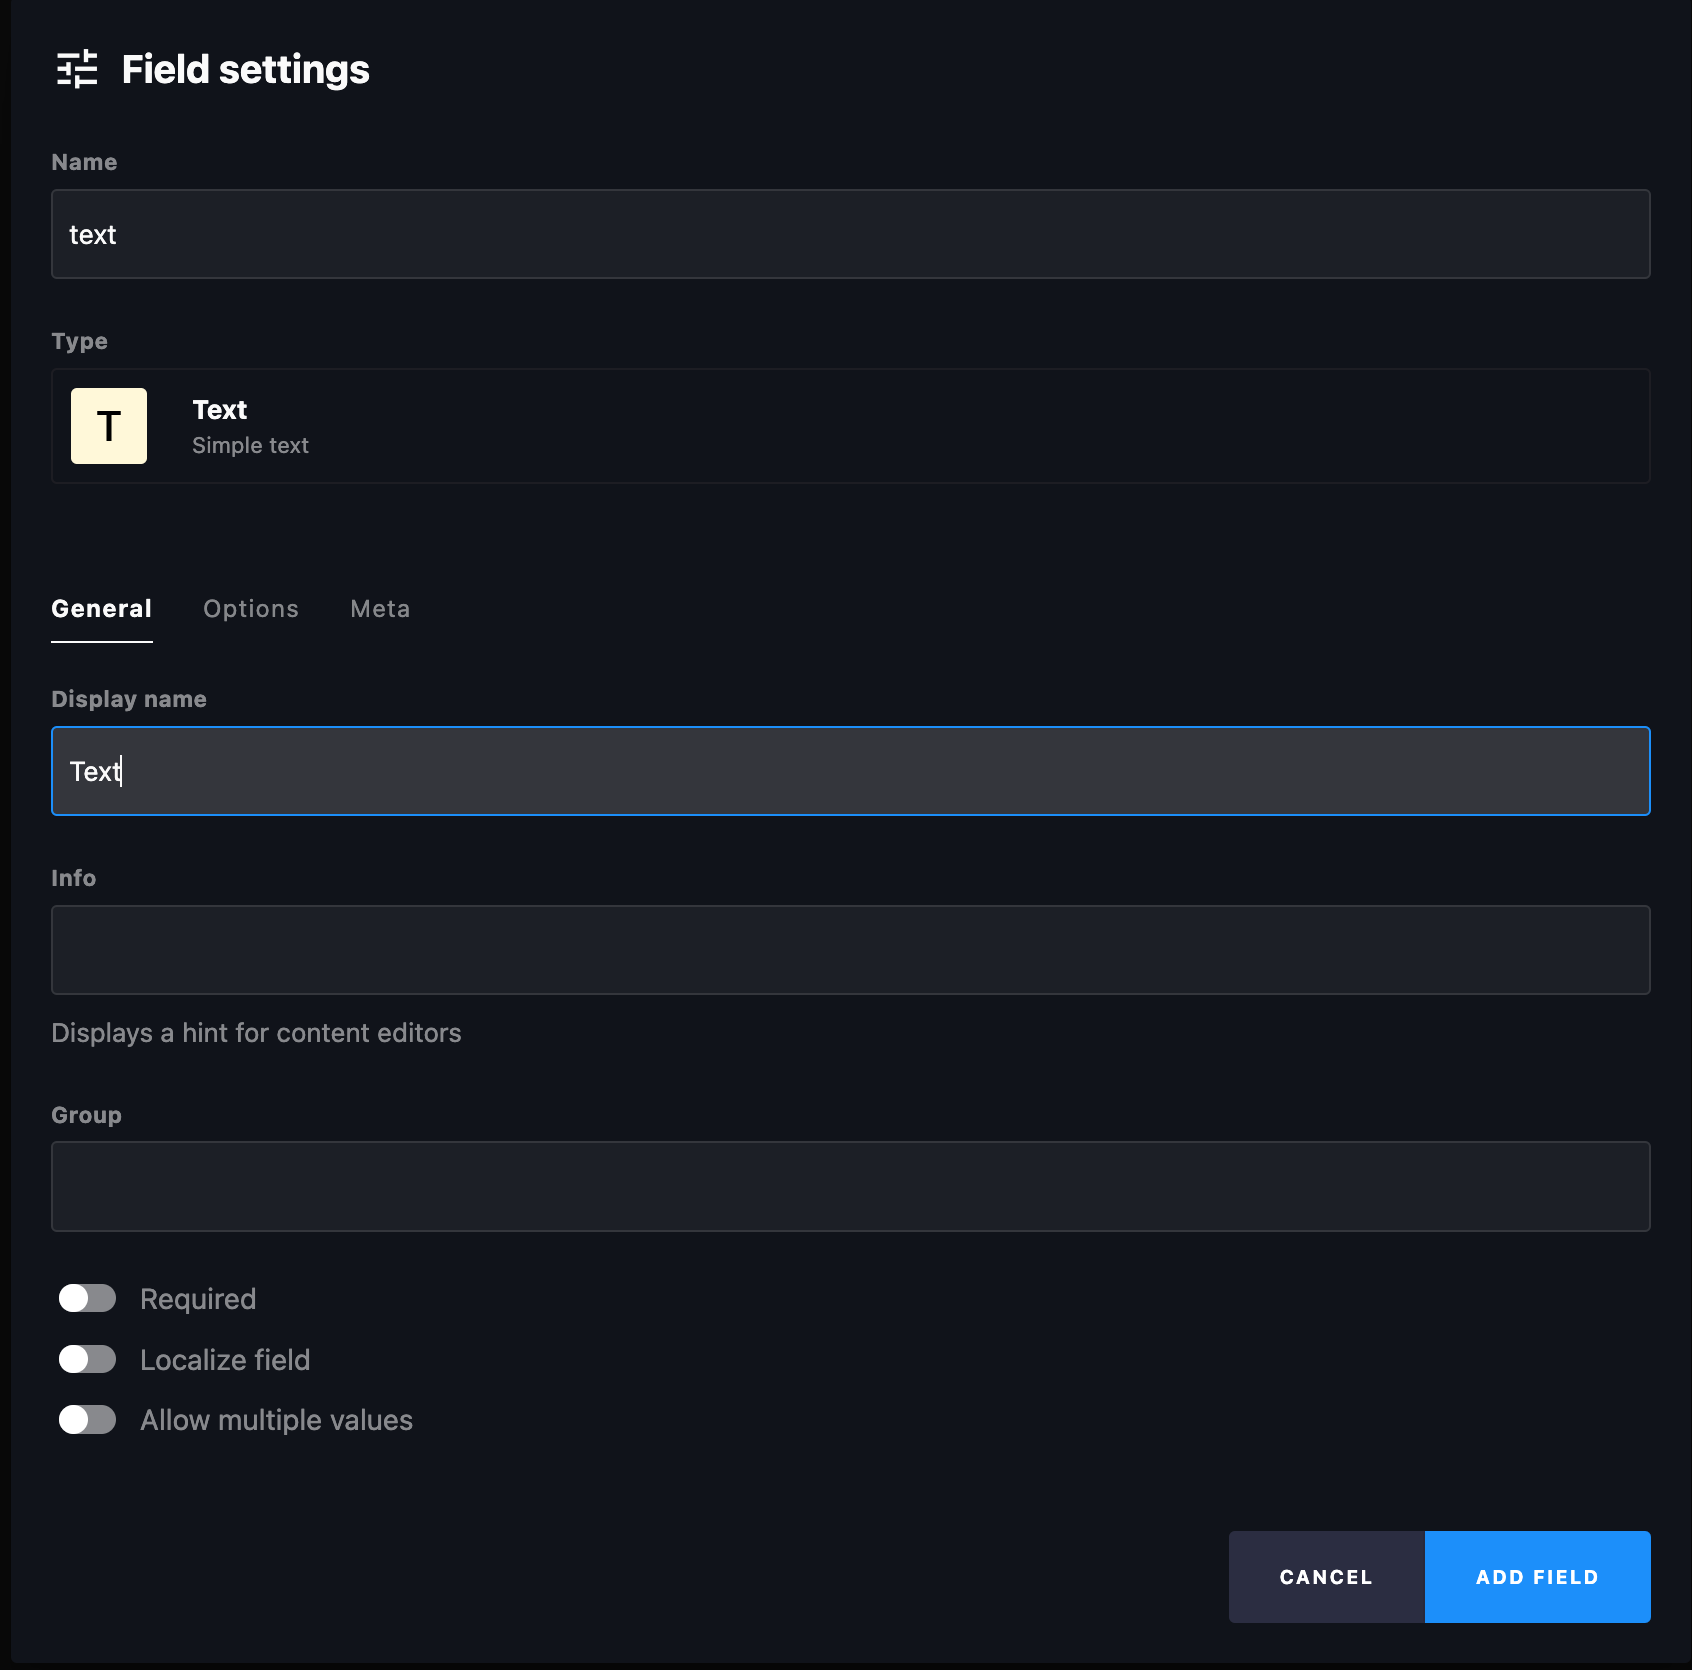 Field settings
Name
text
Type
T
Text
Simple text
General Options Meta
Display name
Text
Info
Displays a hint for content editors
Group
Required
Localize field
Allow multiple values
CANCEL ADD FIELD